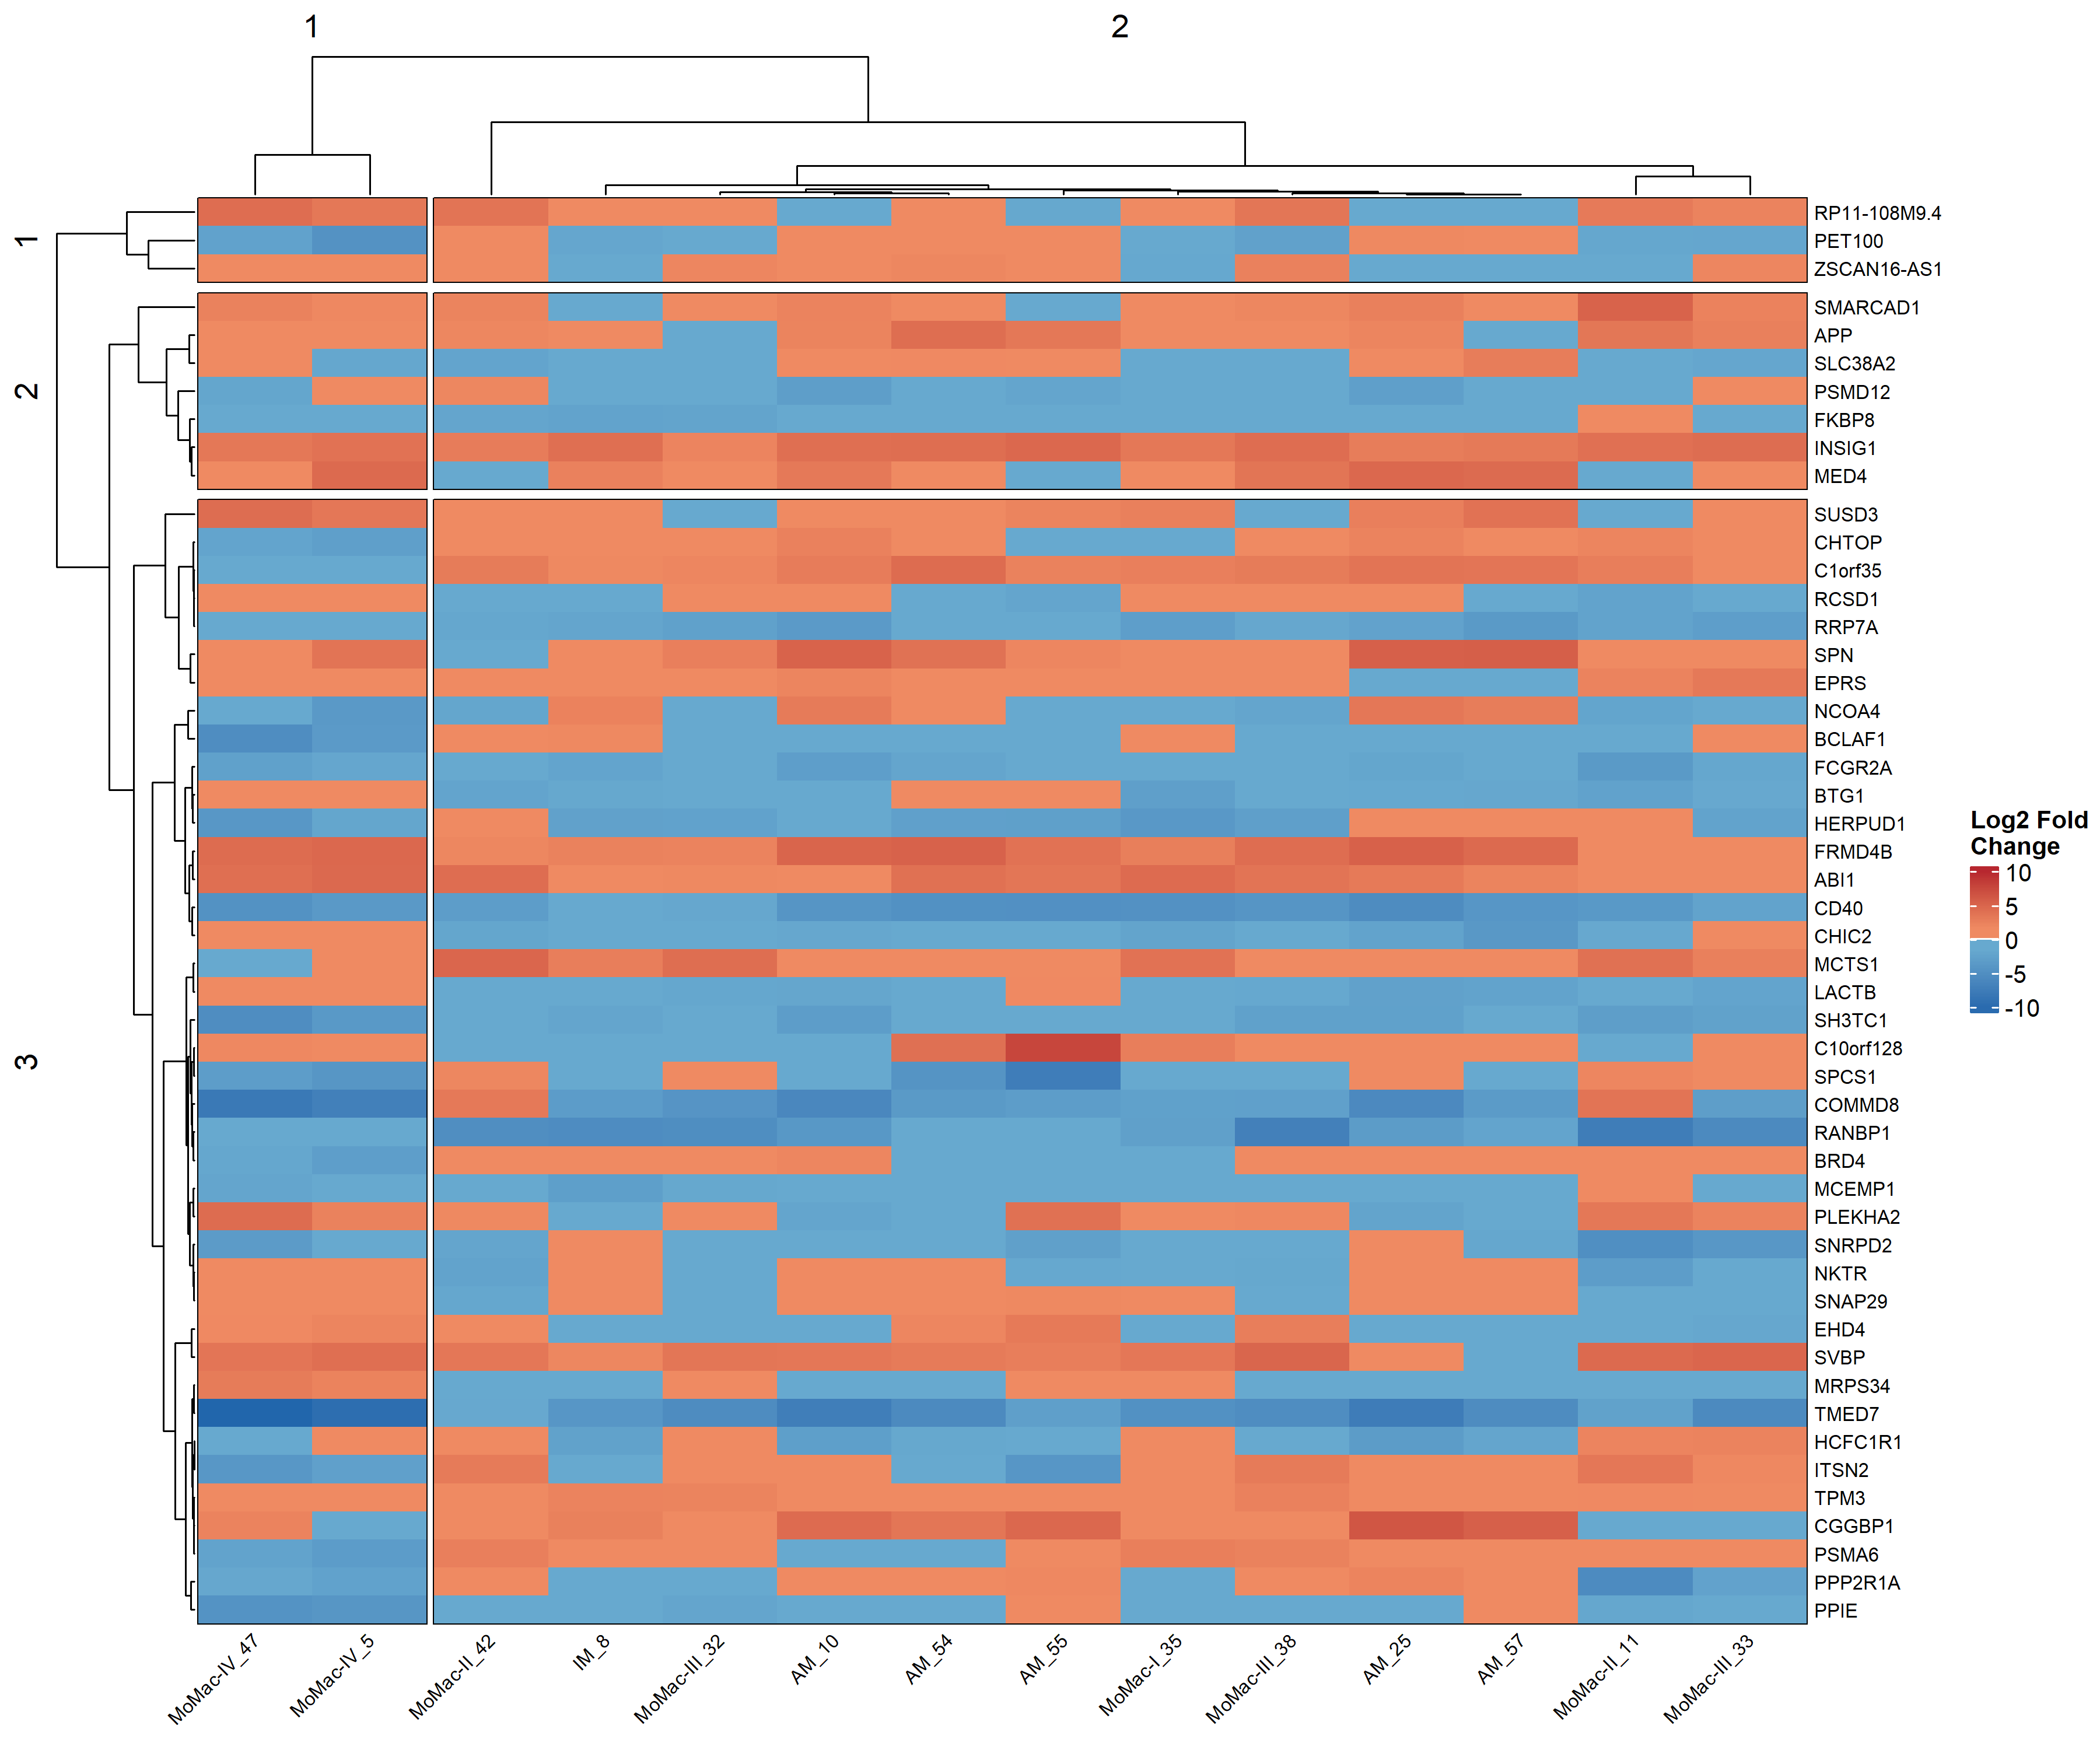 1
2
1
2
3
RP11-108M9.4
PET100
ZSCAN16-AS1
SMARCAD1
APP
SLC38A2
PSMD12
FKBP8
INSIG1
MED4
SUSD3
CHTOP
C1orf35
RCSD1
RRP7A
SPN
EPRS
NCOA4
BCLAF1
FCGR2A
BTG1
HERPUD1
FRMD4B
ABI1
CD40
CHIC2
MCTS1
LACTB
SH3TC1
C10orf128
SPCS1
COMMD8
RANBP1
BRD4
MCEMP1
PLEKHA2
SNRPD2
NKTR
SNAP29
EHD4
SVBP
MRPS34
TMED7
HCFC1R1
ITSN2
TPM3
CGGBP1
PSMA6
PPP2R1A
PPIE
MoMac-IV_47
MoMac-IV_5
MoMac-II_42
IM_8
MoMac-III_32
AM_10
AM_54
AM_55
MoMac-I_35
MoMac-III_38
AM_25
AM_57
MoMac-II_11
MoMac-III_33
Log2 Fold
Change
10
5
0
-5
-10